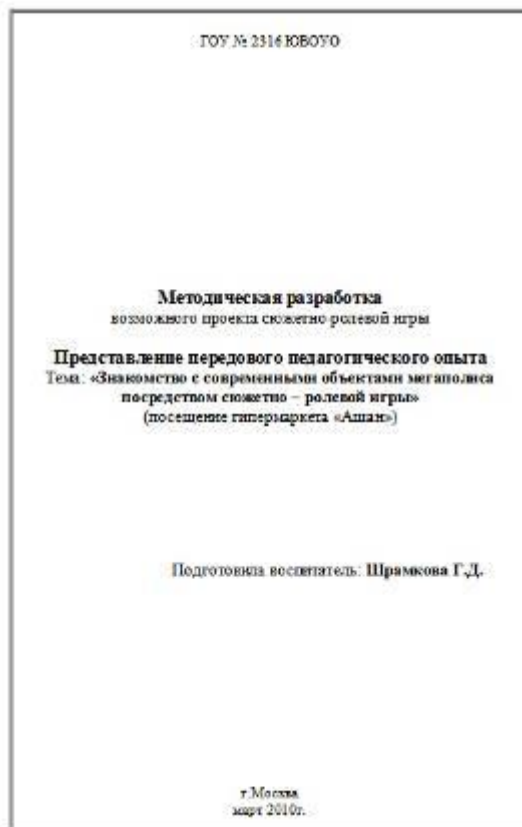 ГОУ № 2316 ЮВОУО
Методическая разработка
возможного проекта сюжетно-ролевой игры
Представление передового педагогического опыта
Тема: «Знакомство с современными объектами мегаполиса
посредством сюжетно – ролевой игры»
(посещение гипермаркета «Ашан»)
Подготовила воспитатель: Шрамкова Г.Д.
г.Москва
март 2010г.